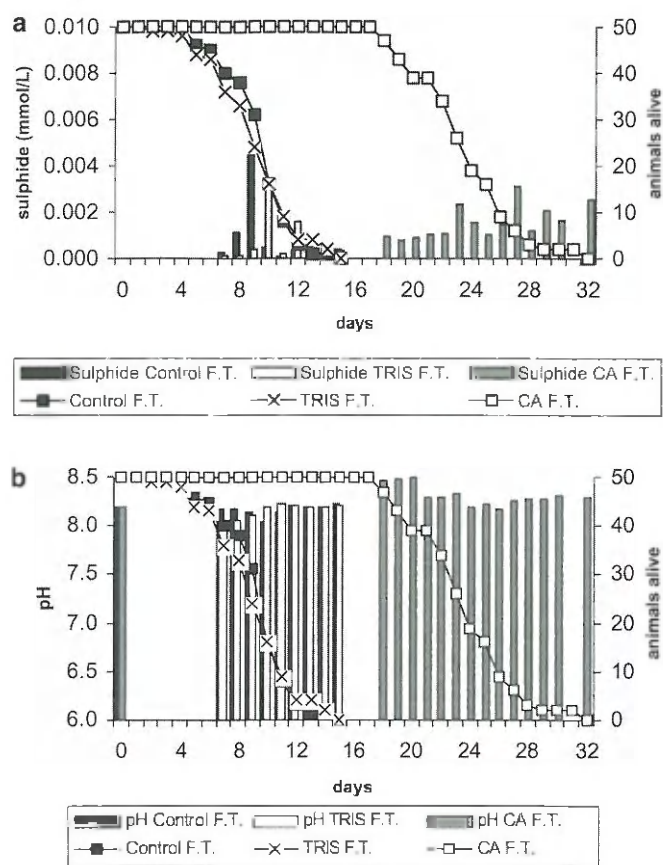 a
sulphide (mmol/L)
0.010
0.008
0.006
0.004
0.002
0.000
50
40
30
20
10
0
animals alive
0 4 8 12 16 20 24 28 32
days
Sulphide Control F.T. Sulphide TRIS F.T. Sulphide CA F.T.
Control F.T. TRIS F.T. CA F.T.
b
pH
8.5
8.0
7.5
7.0
6.5
6.0
50
40
30
20
10
0
animals alive
0 4 8 12 16 20 24 28 32
days
pH Control F.T. pH TRIS F.T. pH CA F.T.
Control F.T. TRIS F.T. CA F.T.